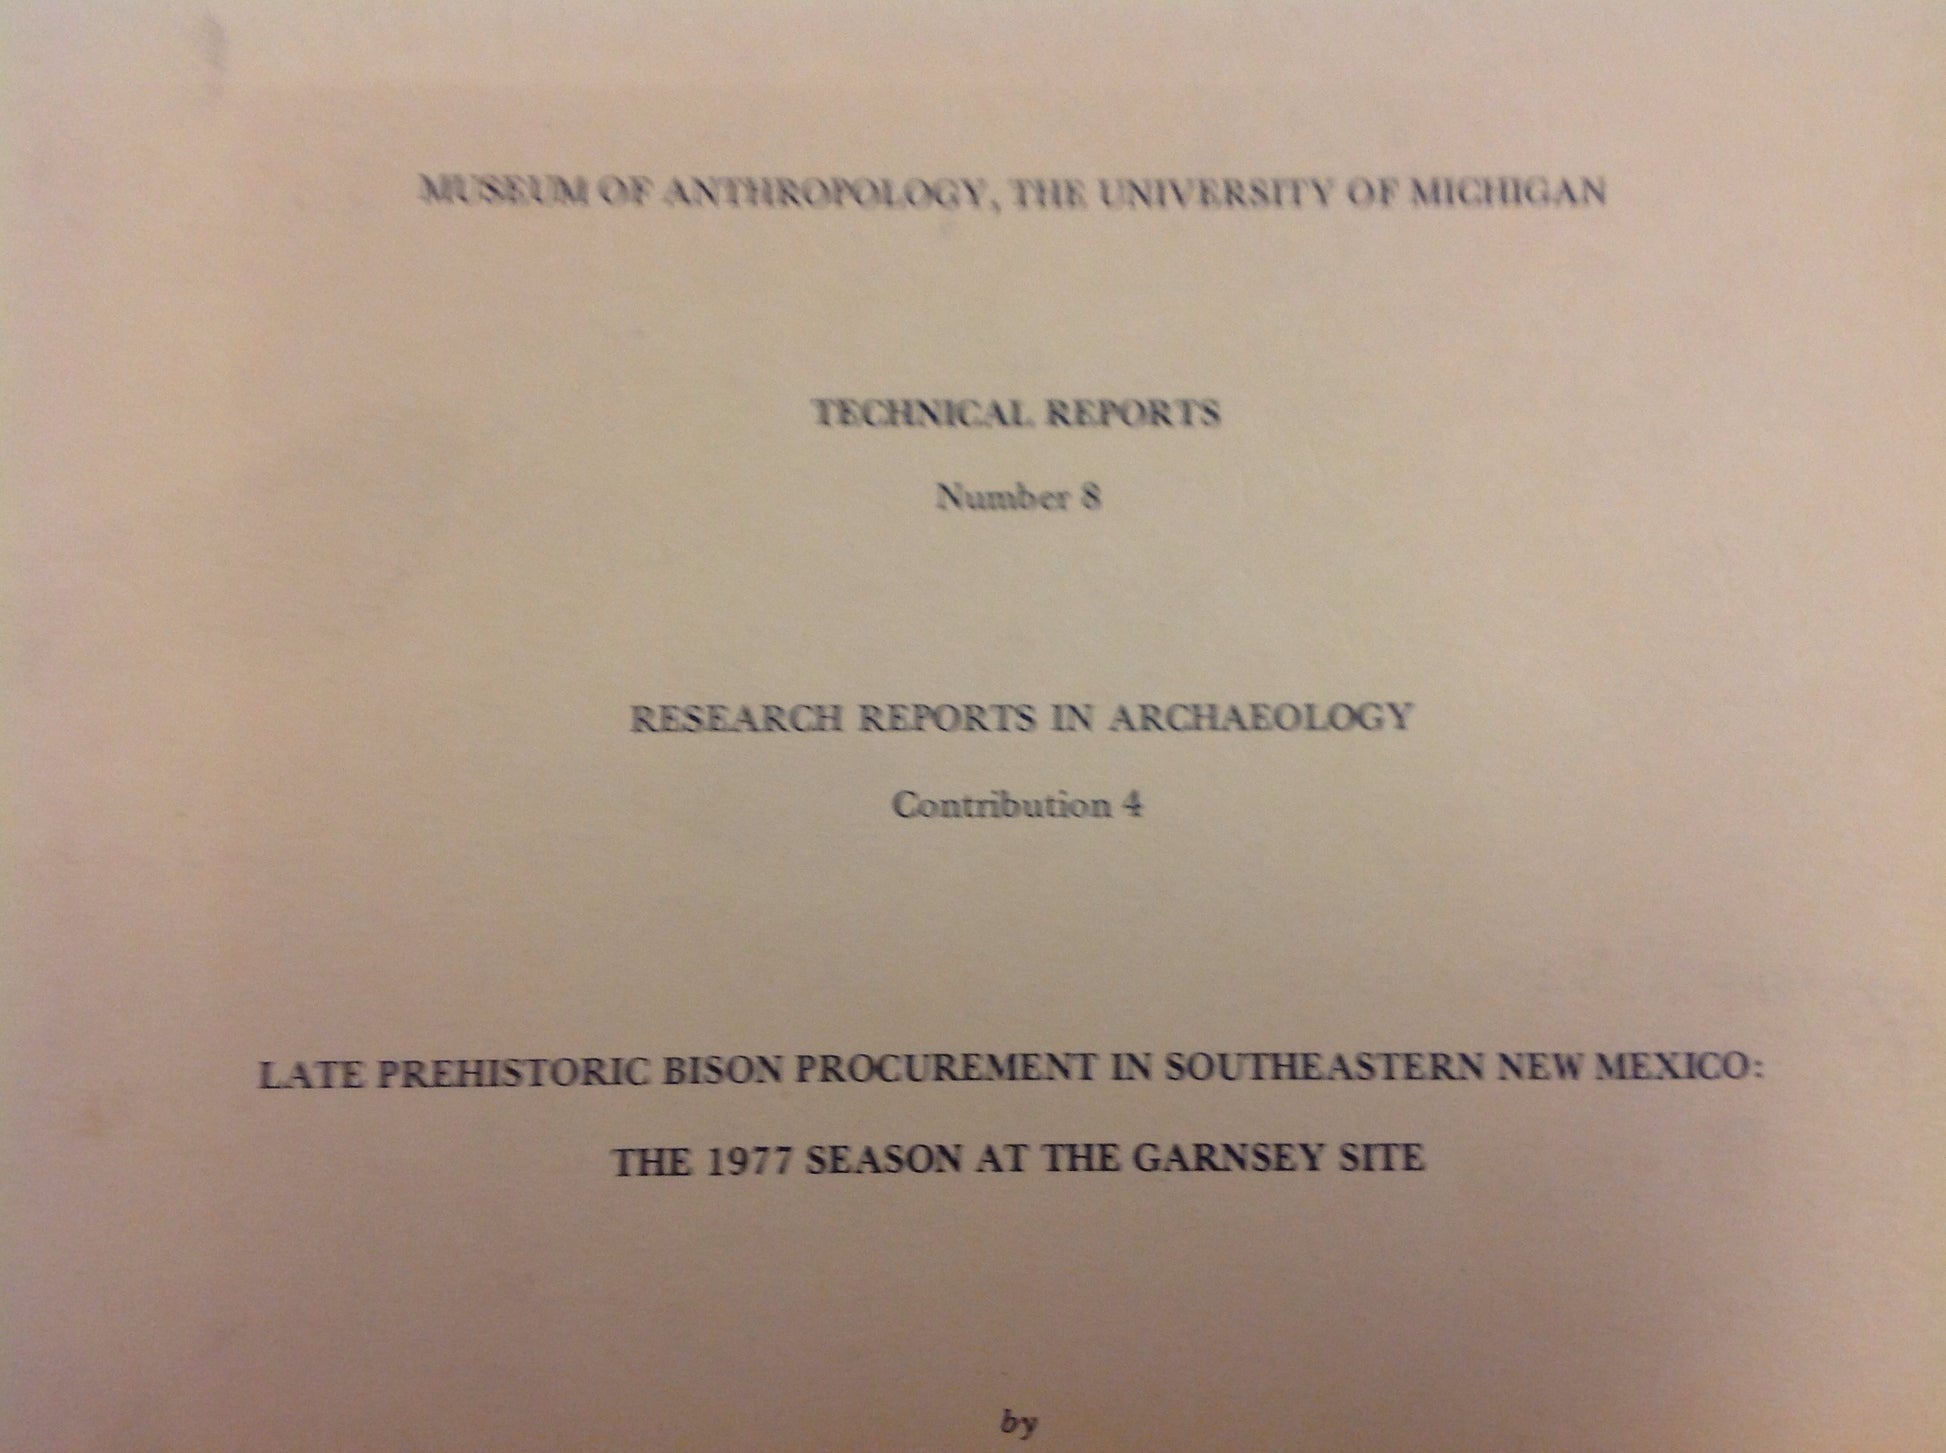 MUSEUM OF ANTHROPOLOGY, THE UNIVERSITY OF MICHIGAN
TECHNICAL REPORTS
Number 8
RESEARCH REPORTS IN ARCHAEOLOGY
Contribution 4
LATE PREHISTORIC BISON PROCUREMENT IN SOUTHEASTERN NEW MEXICO:
THE 1977 SEASON AT THE GARNSEY SITE
by